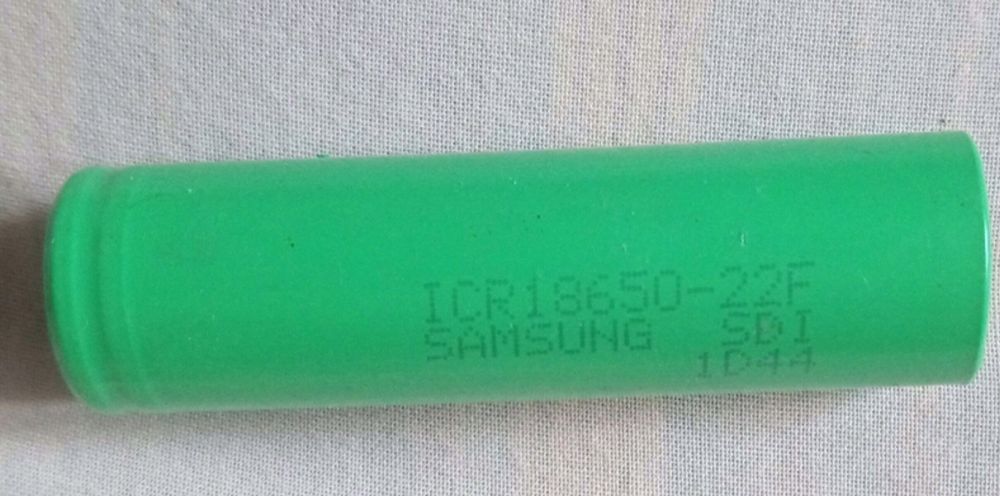 ICR18650-22F
SAMSUNG SDI
1D44